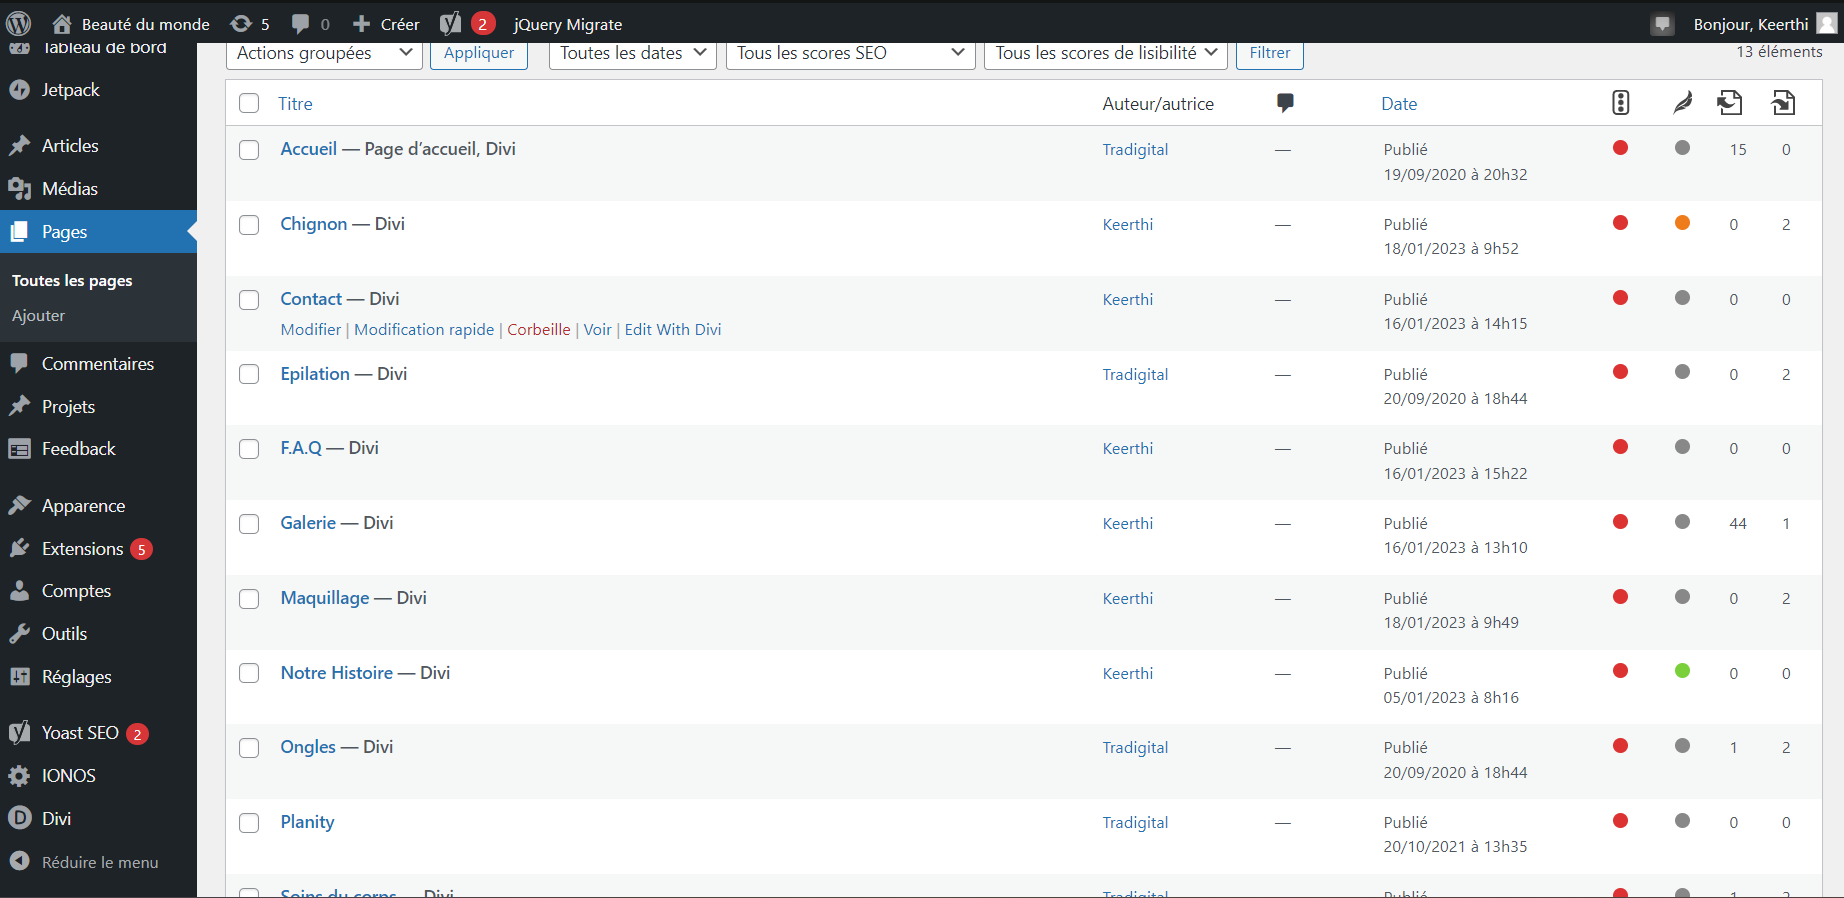 Beauté du monde 5 0 Créer 2 jQuery Migrate Bonjour, Keerthi
Tableau de bord
Jetpack
Articles
Médias
Pages
Toutes les pages
Ajouter
Commentaires
Projets
Feedback
Apparence
Extensions 5
Comptes
Outils
Réglages
Yoast SEO 2
IONOS
Divi
Réduire le menu
Actions groupées Appliquer Toutes les dates Tous les scores SEO Tous les scores de lisibilité Filtrer 13 éléments
Titre Auteur/autrice Date
Accueil — Page d’accueil, Divi Tradigital — Publié 15 0
19/09/2020 à 20h32
Chignon — Divi Keerthi — Publié 0 2
18/01/2023 à 9h52
Contact — Divi Keerthi — Publié 0 0
16/01/2023 à 14h15
Modifier | Modification rapide | Corbeille | Voir | Edit With Divi
Epilation — Divi Tradigital — Publié 0 2
20/09/2020 à 18h44
F.A.Q — Divi Keerthi — Publié 0 0
16/01/2023 à 15h22
Galerie — Divi Keerthi — Publié 44 1
16/01/2023 à 13h10
Maquillage — Divi Keerthi — Publié 0 2
18/01/2023 à 9h49
Notre Histoire — Divi Keerthi — Publié 0 0
05/01/2023 à 8h16
Ongles — Divi Tradigital — Publié 1 2
20/09/2020 à 18h44
Planity Tradigital — Publié 0 0
20/10/2021 à 13h35
Soins du corps — Divi Tradigital — Publié 1 2